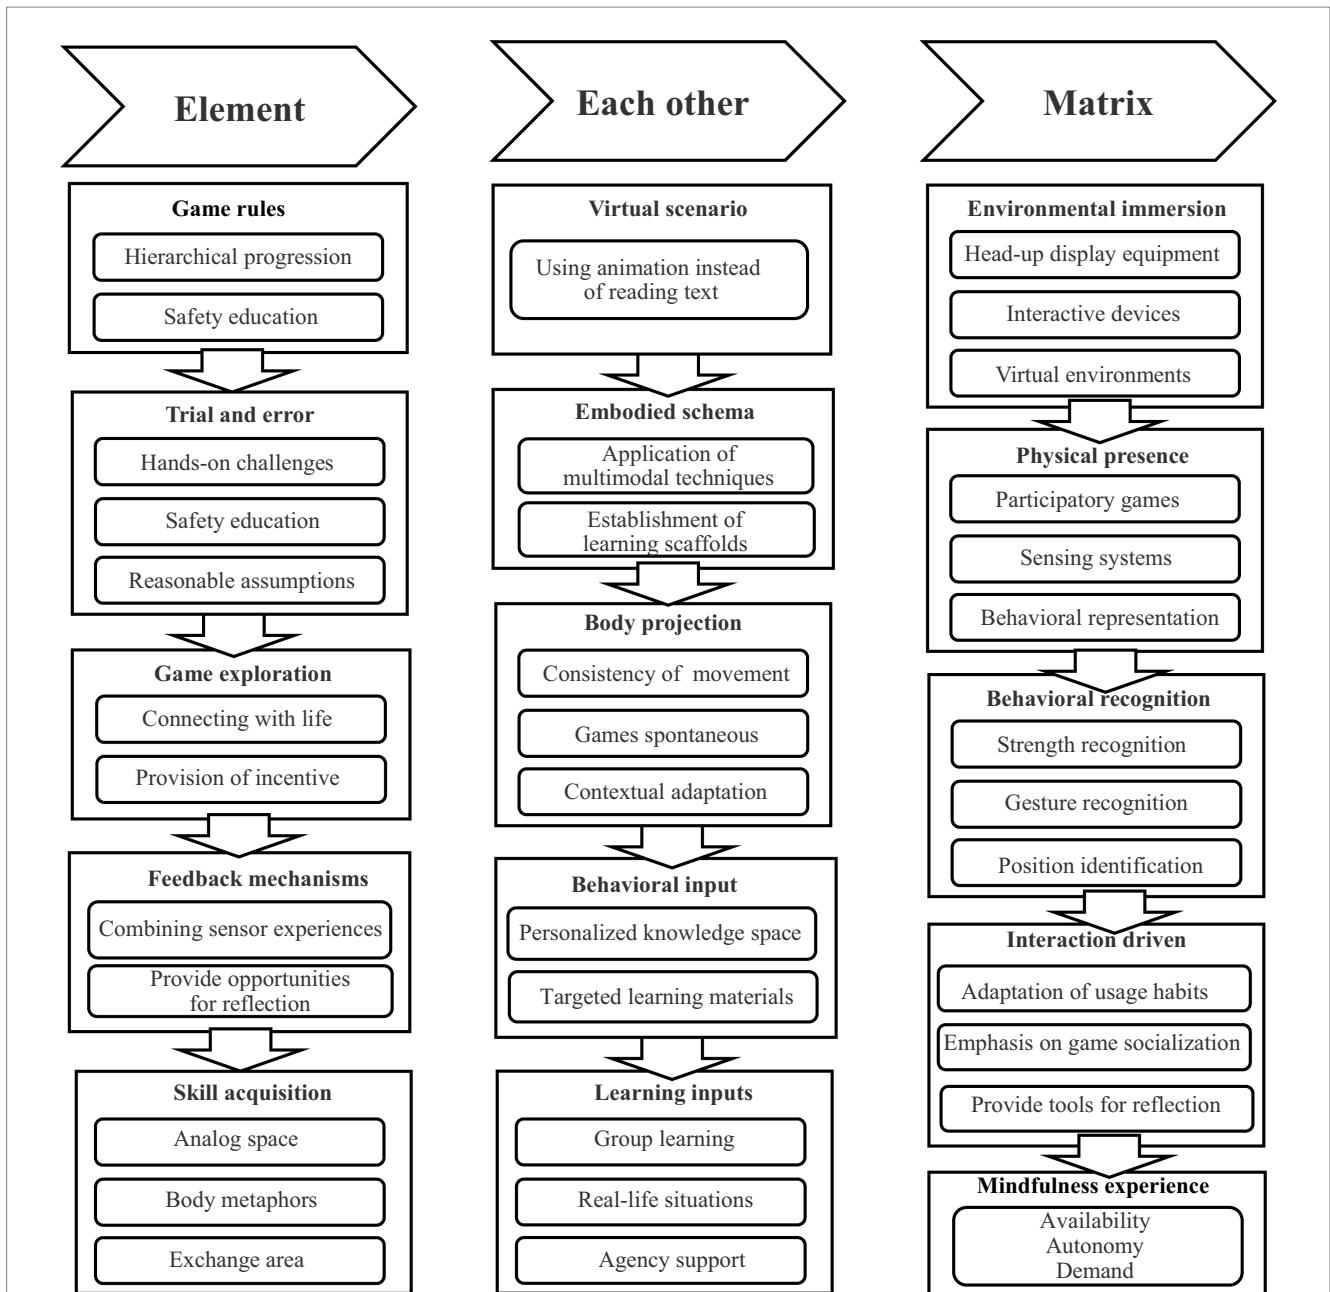 Element
Game rules
Hierarchical progression
Safety education
Trial and error
Hands-on challenges
Safety education
Reasonable assumptions
Game exploration
Connecting with life
Provision of incentive
Feedback mechanisms
Combining sensor experiences
Provide opportunities
for reflection
Skill acquisition
Analog space
Body metaphors
Exchange area
Each other
Virtual scenario
Using animation instead
of reading text
Embodied schema
Application of
multimodal techniques
Establishment of
learning scaffolds
Body projection
Consistency of movement
Games spontaneous
Contextual adaptation
Behavioral input
Personalized knowledge space
Targeted learning materials
Learning inputs
Group learning
Real-life situations
Agency support
Matrix
Environmental immersion
Head-up display equipment
Interactive devices
Virtual environments
Physical presence
Participatory games
Sensing systems
Behavioral representation
Behavioral recognition
Strength recognition
Gesture recognition
Position identification
Interaction driven
Adaptation of usage habits
Emphasis on game socialization
Provide tools for reflection
Mindfulness experience
Availability
Autonomy
Demand